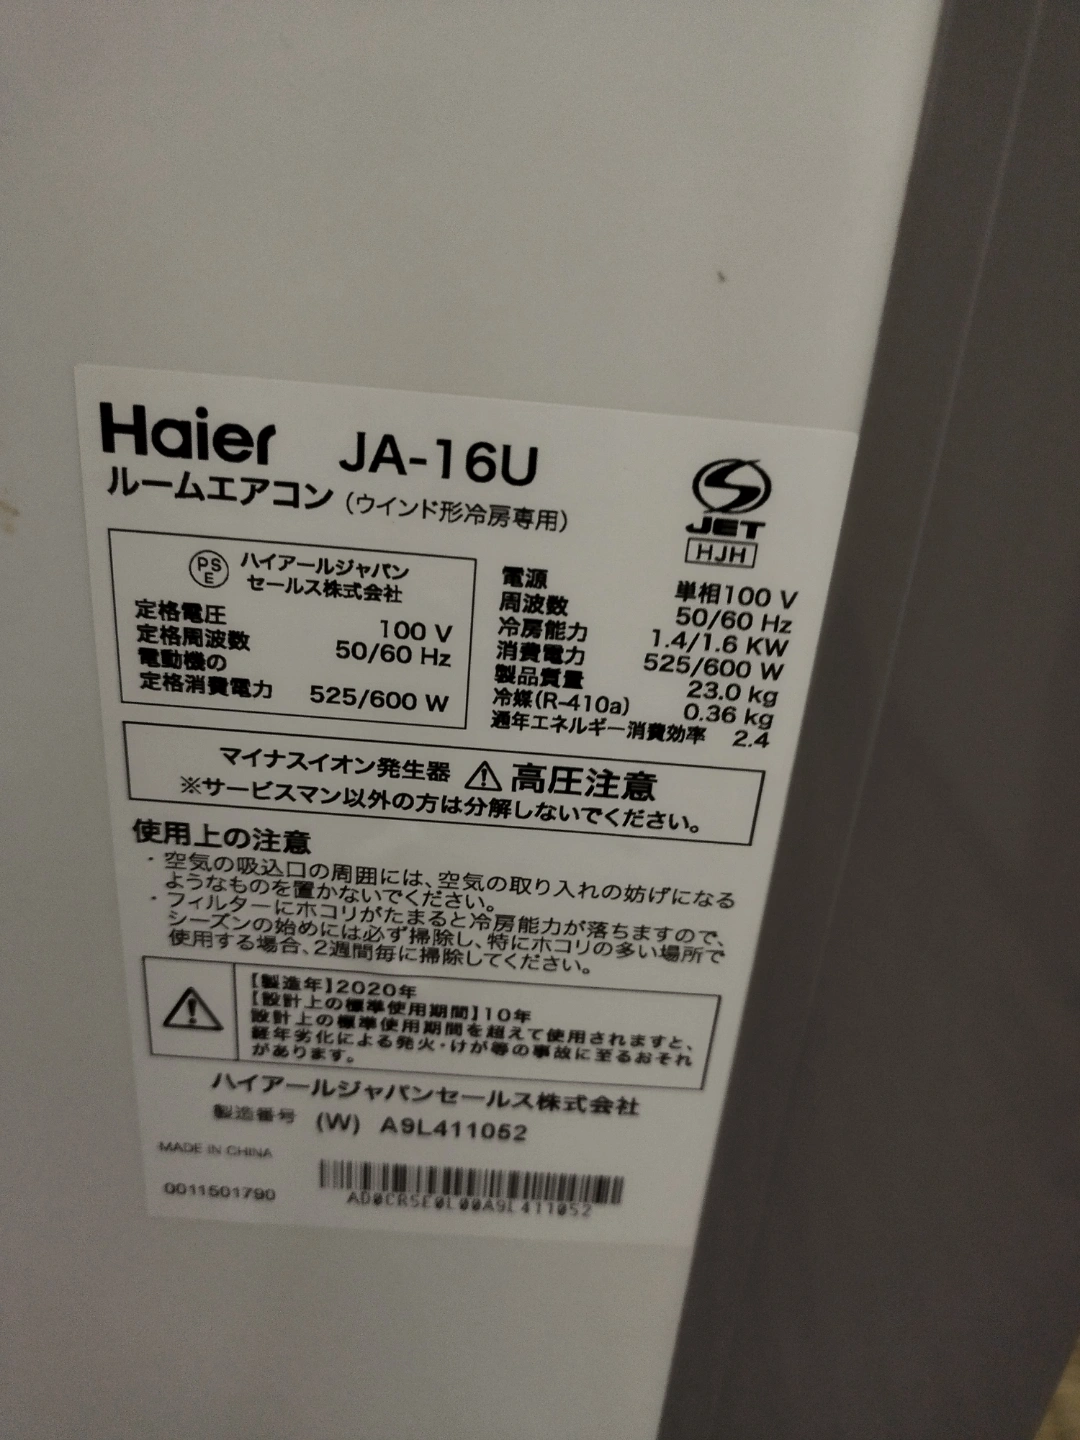 Haier JA-16U
ルームエアコン (ウインド形冷房専用)
JET
HJH
PS
E
ハイアールジャパン
セールス株式会社
定格電圧 100 V
定格周波数 50/60 Hz
電動機の
定格消費電力 525/600 W
電源 単相100 V
周波数 50/60 Hz
冷房能力 1.4/1.6 KW
消費電力 525/600 W
製品質量 23.0 kg
冷媒(R-410a) 0.36 kg
通年エネルギー消費効率 2.4
マイナスイオン発生器 ⚠ 高圧注意
※サービスマン以外の方は分解しないでください。
使用上の注意
・空気の吸込口の周囲には、空気の取り入れの妨げになる
ようなものを置かないでください。
・フィルターにホコリがたまると冷房能力が落ちますので、
シーズンの始めには必ず掃除し、特にホコリの多い場所で
使用する場合、2週間毎に掃除してください。
【製造年】2020年
【設計上の標準使用期間】10年
設計上の標準使用期間を超えて使用されますと、
経年劣化による発火・けが等の事故に至るおそれ
があります。
ハイアールジャパンセールス株式会社
製造番号 (W) A9L411052
MADE IN CHINA
0011501790
AD0CR5E0L00A9L411052